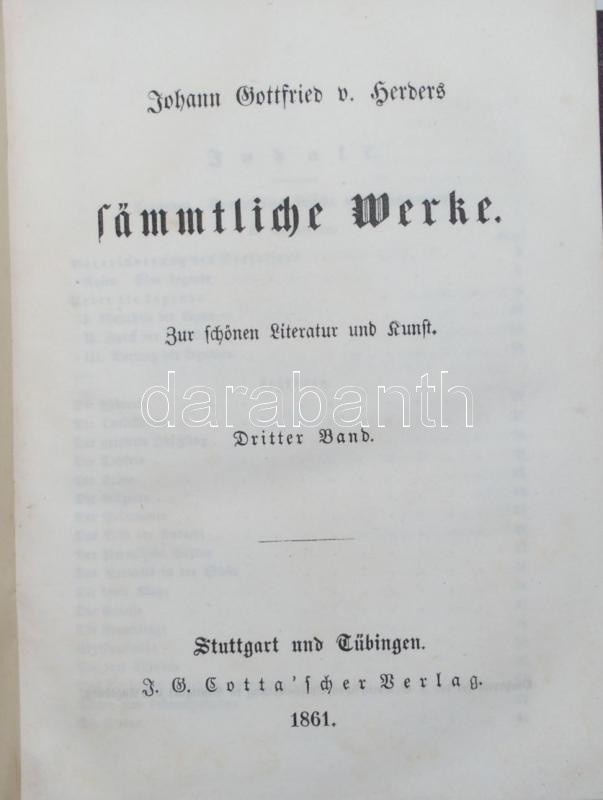 Johann Gottfried v. Herders
sämmtliche Werke.
Zur schönen Literatur und Kunst.
darabanth
Dritter Band.
Stuttgart und Tübingen.
J. G. Cotta'scher Verlag.
1861.